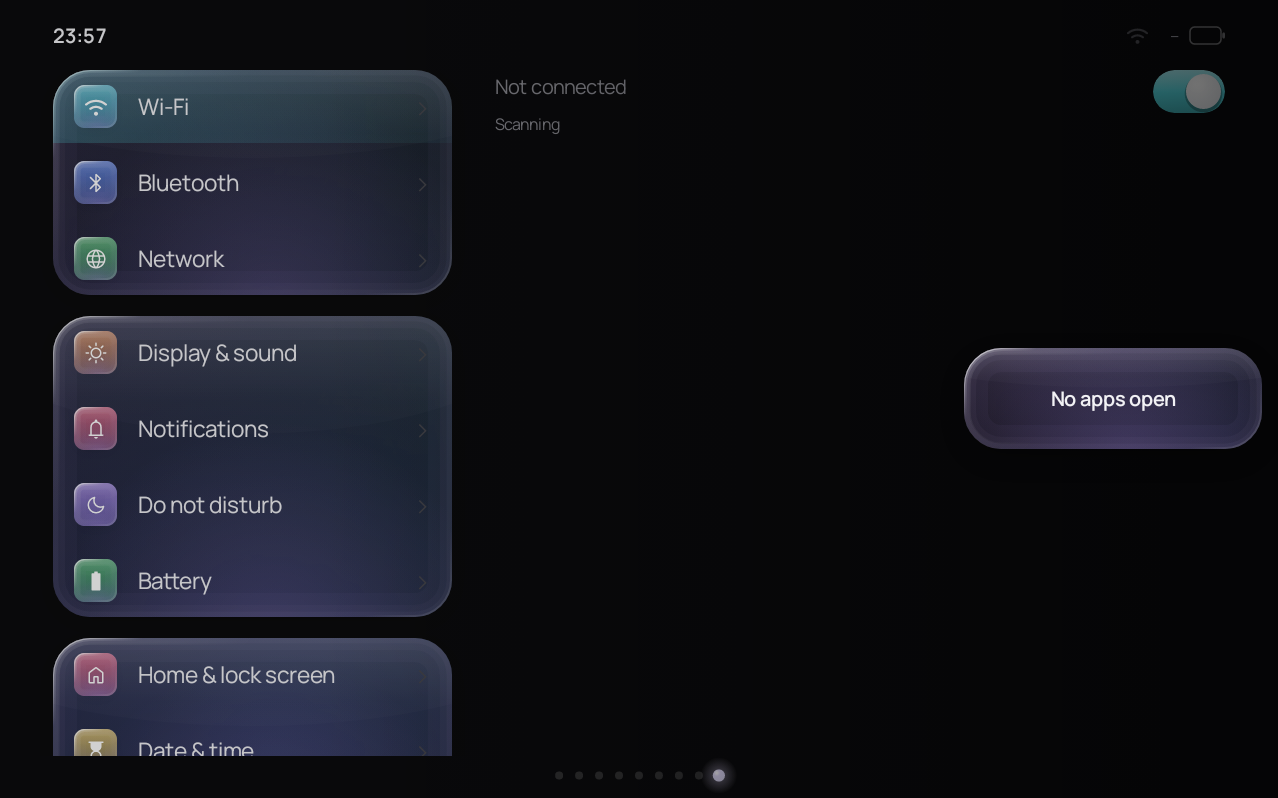 23:57
Wi-Fi
Bluetooth
Network
Display & sound
Notifications
Do not disturb
Battery
Home & lock screen
Date & time
Not connected
Scanning
No apps open